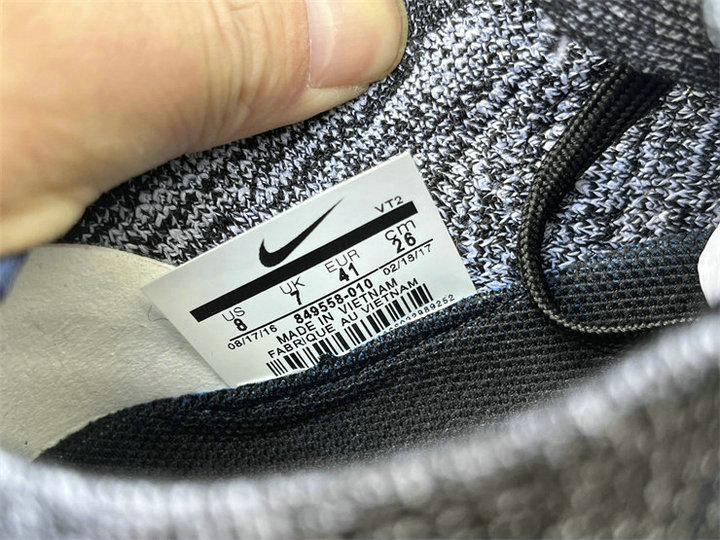 VT2
US UK EUR cm
8 7 41 26
08/17/16 849558-010 02/19/17
MADE IN VIETNAM
FABRIQUE AU VIETNAM